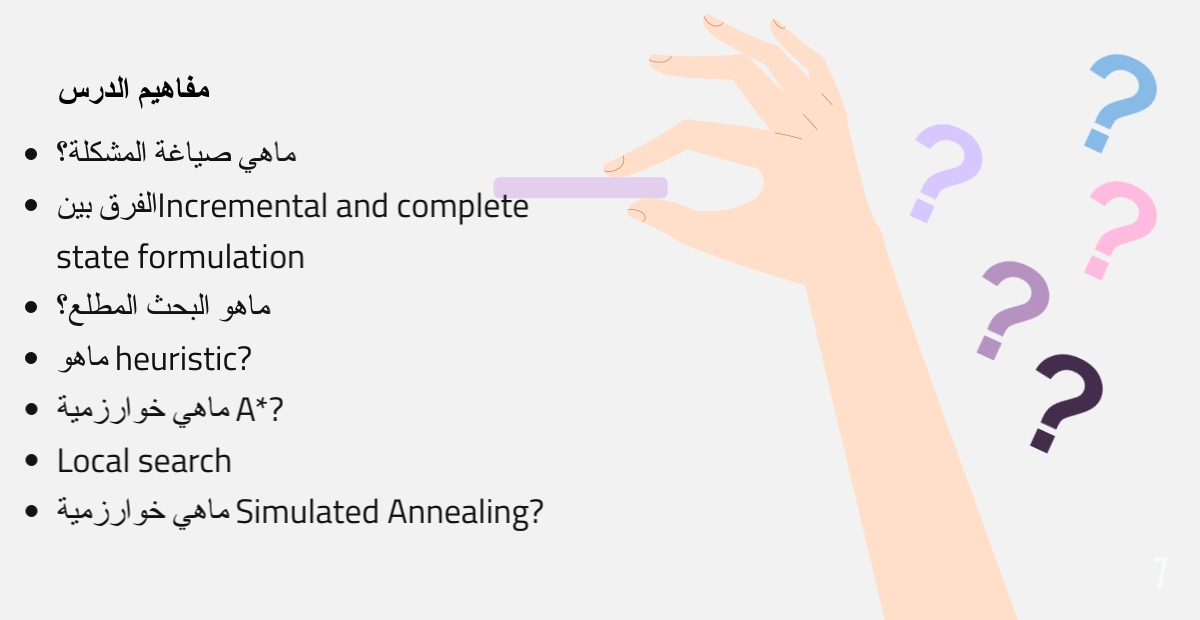 مفاهيم الدرس
ماهي صياغة المشكلة؟
الفرق بين Incremental and complete
state formulation
ماهو البحث المطلع؟
ماهو heuristic?
ماهي خوارزمية A*?
Local search
ماهي خوارزمية Simulated Annealing?
7